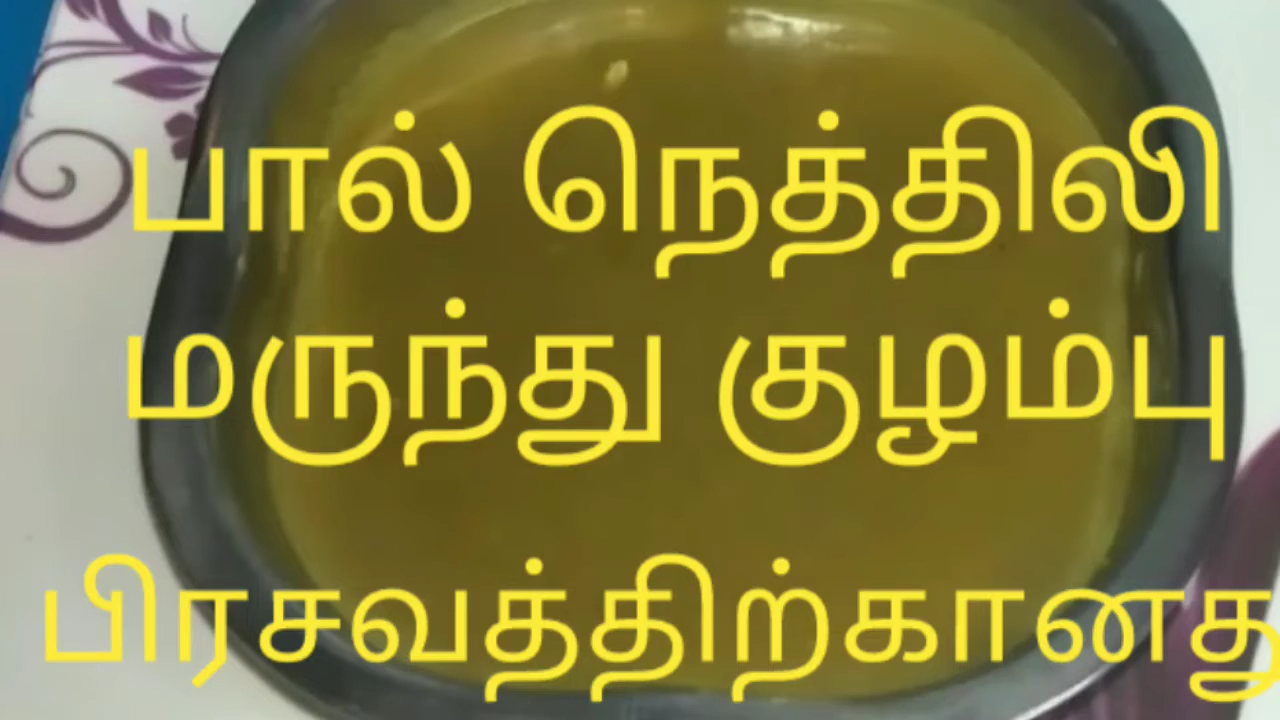 பால் நெத்திலி
மருந்து குழம்பு
பிரசவத்திற்கானது